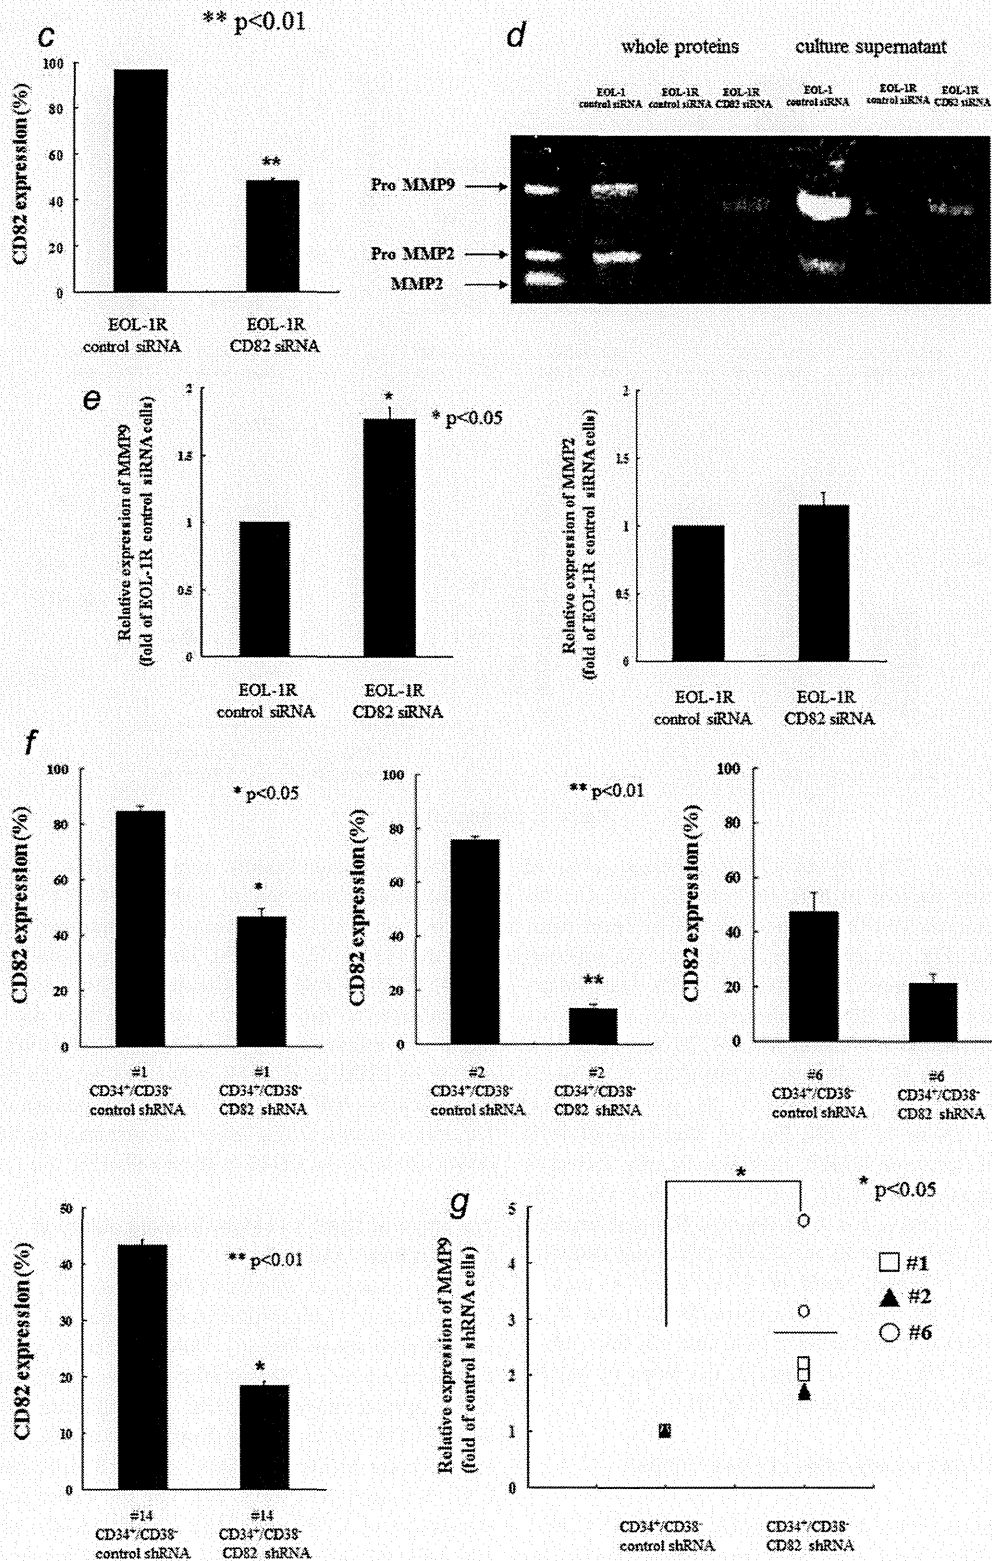 c
** p<0.01
CD82 expression (%)
100
80
60
40
20
0
**
EOL-1R
control siRNA
EOL-1R
CD82 siRNA
d
whole proteins
culture supernatant
EOL-1
control siRNA
EOL-1R
control siRNA
EOL-1R
CD82 siRNA
EOL-1
control siRNA
EOL-1R
control siRNA
EOL-1R
CD82 siRNA
Pro MMP9
Pro MMP2
MMP2
e
Relative expression of MMP9
(fold of EOL-1R control siRNA cells)
2
1.5
1
0.5
0
*
* p<0.05
EOL-1R
control siRNA
EOL-1R
CD82 siRNA
Relative expression of MMP2
(fold of EOL-1R control siRNA cells)
2
1.5
1
0.5
0
EOL-1R
control siRNA
EOL-1R
CD82 siRNA
f
CD82 expression (%)
100
80
60
40
20
0
* p<0.05
*
#1
CD34⁺/CD38⁻
control shRNA
#1
CD34⁺/CD38⁻
CD82 shRNA
CD82 expression (%)
100
80
60
40
20
0
** p<0.01
**
#2
CD34⁺/CD38⁻
control shRNA
#2
CD34⁺/CD38⁻
CD82 shRNA
CD82 expression (%)
100
80
60
40
20
0
#6
CD34⁺/CD38⁻
control shRNA
#6
CD34⁺/CD38⁻
CD82 shRNA
CD82 expression (%)
50
40
30
20
10
0
** p<0.01
*
#14
CD34⁺/CD38⁻
control shRNA
#14
CD34⁺/CD38⁻
CD82 shRNA
g
Relative expression of MMP9
(fold of control shRNA cells)
5
4
3
2
1
0
*
* p<0.05
#1
#2
#6
CD34⁺/CD38⁻
control shRNA
CD34⁺/CD38⁻
CD82 shRNA